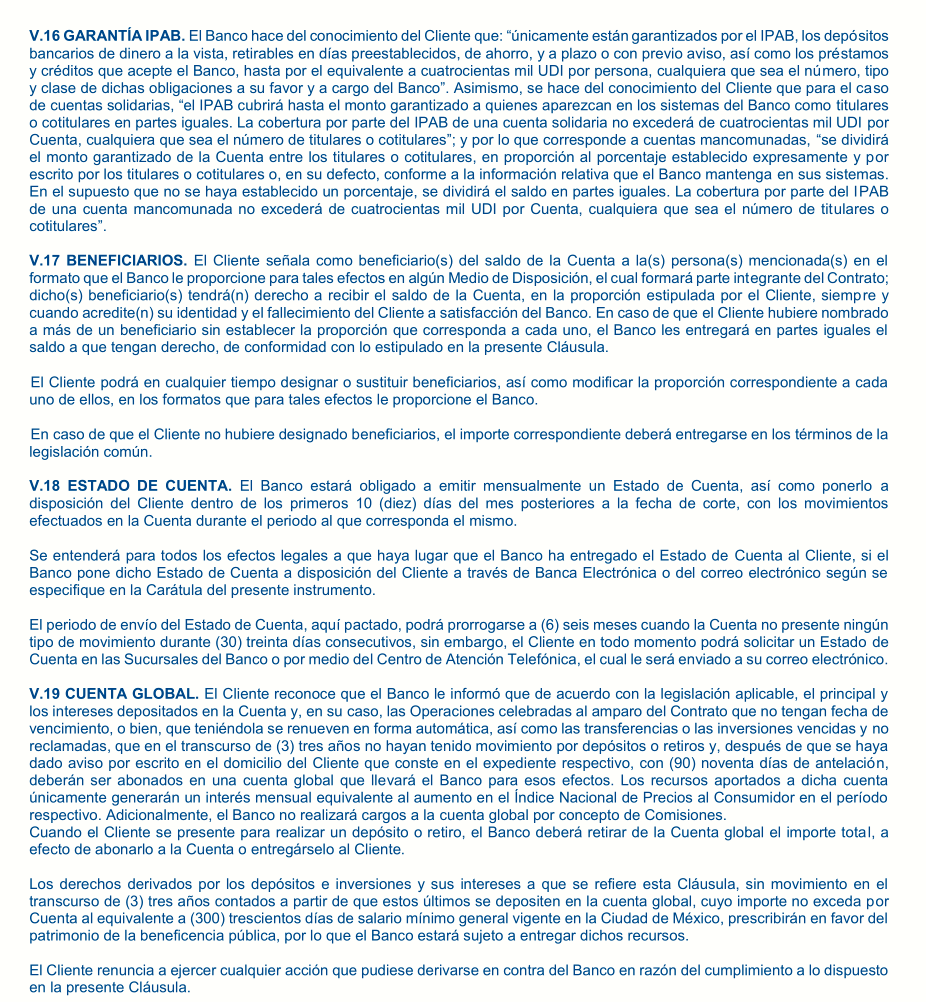 V.16 GARANTÍA IPAB. El Banco hace del conocimiento del Cliente que: “únicamente están garantizados por el IPAB, los depósitos
bancarios de dinero a la vista, retirables en días preestablecidos, de ahorro, y a plazo o con previo aviso, así como los préstamos
y créditos que acepte el Banco, hasta por el equivalente a cuatrocientas mil UDI por persona, cualquiera que sea el número, tipo
y clase de dichas obligaciones a su favor y a cargo del Banco”. Asimismo, se hace del conocimiento del Cliente que para el caso
de cuentas solidarias, “el IPAB cubrirá hasta el monto garantizado a quienes aparezcan en los sistemas del Banco como titulares
o cotitulares en partes iguales. La cobertura por parte del IPAB de una cuenta solidaria no excederá de cuatrocientas mil UDI por
Cuenta, cualquiera que sea el número de titulares o cotitulares”; y por lo que corresponde a cuentas mancomunadas, “se dividirá
el monto garantizado de la Cuenta entre los titulares o cotitulares, en proporción al porcentaje establecido expresamente y por
escrito por los titulares o cotitulares o, en su defecto, conforme a la información relativa que el Banco mantenga en sus sistemas.
En el supuesto que no se haya establecido un porcentaje, se dividirá el saldo en partes iguales. La cobertura por parte del IPAB
de una cuenta mancomunada no excederá de cuatrocientas mil UDI por Cuenta, cualquiera que sea el número de titulares o
cotitulares”.
V.17 BENEFICIARIOS. El Cliente señala como beneficiario(s) del saldo de la Cuenta a la(s) persona(s) mencionada(s) en el
formato que el Banco le proporcione para tales efectos en algún Medio de Disposición, el cual formará parte integrante del Contrato;
dicho(s) beneficiario(s) tendrá(n) derecho a recibir el saldo de la Cuenta, en la proporción estipulada por el Cliente, siempre y
cuando acredite(n) su identidad y el fallecimiento del Cliente a satisfacción del Banco. En caso de que el Cliente hubiere nombrado
a más de un beneficiario sin establecer la proporción que corresponda a cada uno, el Banco les entregará en partes iguales el
saldo a que tengan derecho, de conformidad con lo estipulado en la presente Cláusula.
El Cliente podrá en cualquier tiempo designar o sustituir beneficiarios, así como modificar la proporción correspondiente a cada
uno de ellos, en los formatos que para tales efectos le proporcione el Banco.
En caso de que el Cliente no hubiere designado beneficiarios, el importe correspondiente deberá entregarse en los términos de la
legislación común.
V.18 ESTADO DE CUENTA. El Banco estará obligado a emitir mensualmente un Estado de Cuenta, así como ponerlo a
disposición del Cliente dentro de los primeros 10 (diez) días del mes posteriores a la fecha de corte, con los movimientos
efectuados en la Cuenta durante el periodo al que corresponda el mismo.
Se entenderá para todos los efectos legales a que haya lugar que el Banco ha entregado el Estado de Cuenta al Cliente, si el
Banco pone dicho Estado de Cuenta a disposición del Cliente a través de Banca Electrónica o del correo electrónico según se
especifique en la Carátula del presente instrumento.
El periodo de envío del Estado de Cuenta, aquí pactado, podrá prorrogarse a (6) seis meses cuando la Cuenta no presente ningún
tipo de movimiento durante (30) treinta días consecutivos, sin embargo, el Cliente en todo momento podrá solicitar un Estado de
Cuenta en las Sucursales del Banco o por medio del Centro de Atención Telefónica, el cual le será enviado a su correo electrónico.
V.19 CUENTA GLOBAL. El Cliente reconoce que el Banco le informó que de acuerdo con la legislación aplicable, el principal y
los intereses depositados en la Cuenta y, en su caso, las Operaciones celebradas al amparo del Contrato que no tengan fecha de
vencimiento, o bien, que teniéndola se renueven en forma automática, así como las transferencias o las inversiones vencidas y no
reclamadas, que en el transcurso de (3) tres años no hayan tenido movimiento por depósitos o retiros y, después de que se haya
dado aviso por escrito en el domicilio del Cliente que conste en el expediente respectivo, con (90) noventa días de antelación,
deberán ser abonados en una cuenta global que llevará el Banco para esos efectos. Los recursos aportados a dicha cuenta
únicamente generarán un interés mensual equivalente al aumento en el Índice Nacional de Precios al Consumidor en el período
respectivo. Adicionalmente, el Banco no realizará cargos a la cuenta global por concepto de Comisiones.
Cuando el Cliente se presente para realizar un depósito o retiro, el Banco deberá retirar de la Cuenta global el importe total, a
efecto de abonarlo a la Cuenta o entregárselo al Cliente.
Los derechos derivados por los depósitos e inversiones y sus intereses a que se refiere esta Cláusula, sin movimiento en el
transcurso de (3) tres años contados a partir de que estos últimos se depositen en la cuenta global, cuyo importe no exceda por
Cuenta al equivalente a (300) trescientos días de salario mínimo general vigente en la Ciudad de México, prescribirán en favor del
patrimonio de la beneficencia pública, por lo que el Banco estará sujeto a entregar dichos recursos.
El Cliente renuncia a ejercer cualquier acción que pudiese derivarse en contra del Banco en razón del cumplimiento a lo dispuesto
en la presente Cláusula.